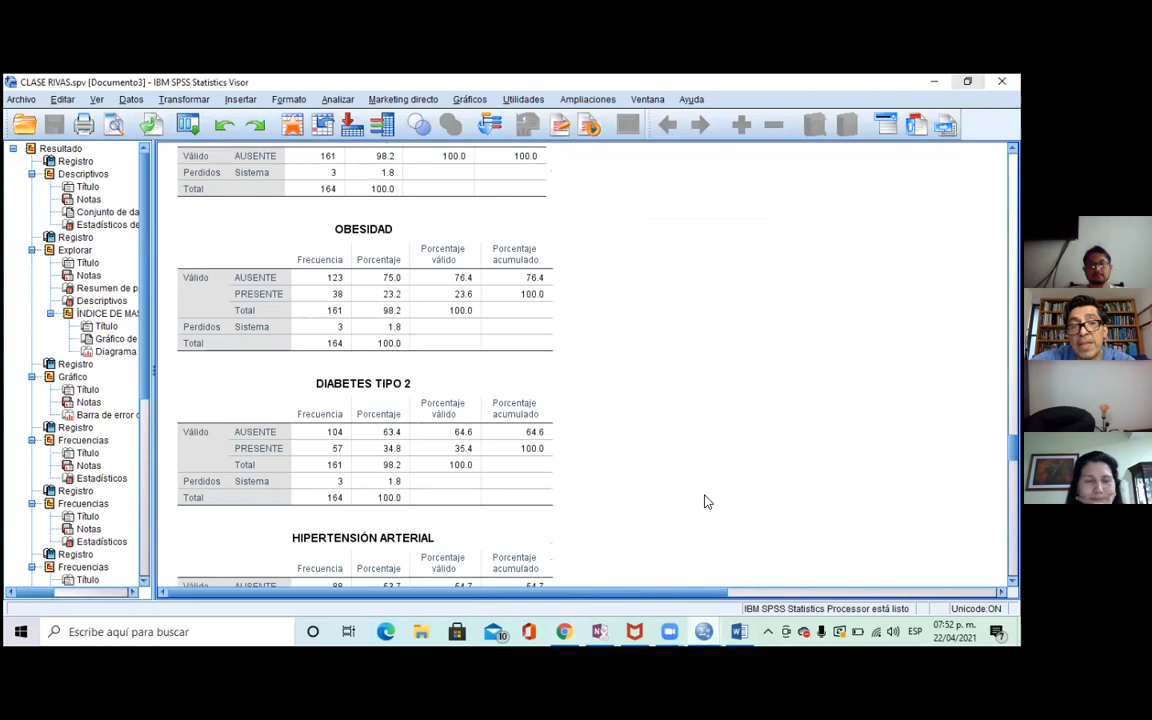 CLASE RIVAS.spv [Documento3] - IBM SPSS Statistics Visor
Archivo Editar Ver Datos Transformar Insertar Formato Analizar Marketing directo Gráficos Utilidades Ampliaciones Ventana Ayuda
Resultado
Registro
Descriptivos
Título
Notas
Conjunto de da
Estadísticos de
Registro
Explorar
Título
Notas
Resumen de p
Descriptivos
ÍNDICE DE MAS
Título
Gráfico de
Diagrama
Registro
Gráfico
Título
Notas
Barra de error c
Registro
Frecuencias
Título
Notas
Estadísticos
Registro
Frecuencias
Título
Notas
Estadísticos
Registro
Frecuencias
Título
Válido AUSENTE 161 98.2 100.0 100.0
Perdidos Sistema 3 1.8
Total 164 100.0
OBESIDAD
Frecuencia Porcentaje Porcentaje válido Porcentaje acumulado
Válido AUSENTE 123 75.0 76.4 76.4
PRESENTE 38 23.2 23.6 100.0
Total 161 98.2 100.0
Perdidos Sistema 3 1.8
Total 164 100.0
DIABETES TIPO 2
Frecuencia Porcentaje Porcentaje válido Porcentaje acumulado
Válido AUSENTE 104 63.4 64.6 64.6
PRESENTE 57 34.8 35.4 100.0
Total 161 98.2 100.0
Perdidos Sistema 3 1.8
Total 164 100.0
HIPERTENSIÓN ARTERIAL
Frecuencia Porcentaje Porcentaje válido Porcentaje acumulado
Válido AUSENTE
IBM SPSS Statistics Processor está listo Unicode:ON
Escribe aquí para buscar
10
ESP
07:52 p. m.
22/04/2021
7